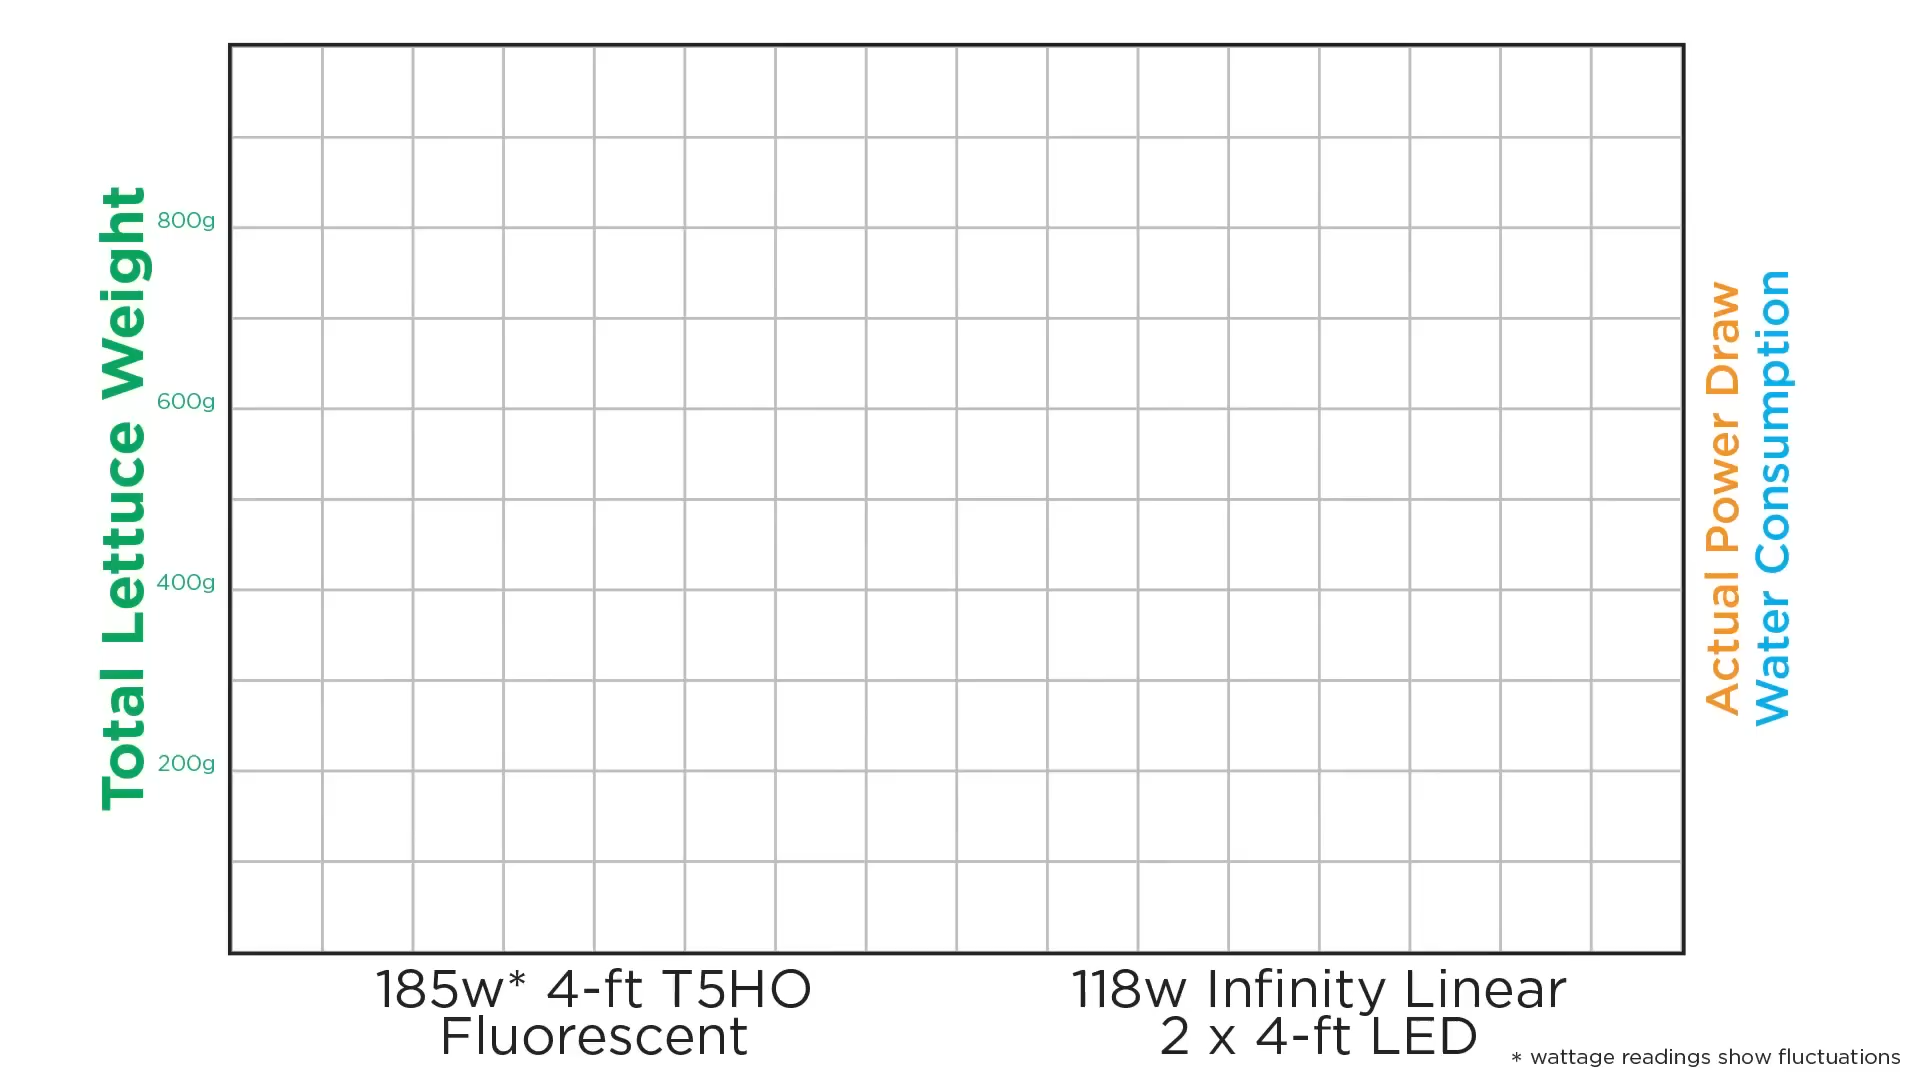 Total Lettuce Weight
800g
600g
400g
200g
Actual Power Draw
Water Consumption
185w* 4-ft T5HO
Fluorescent
118w Infinity Linear
2 x 4-ft LED
* wattage readings show fluctuations